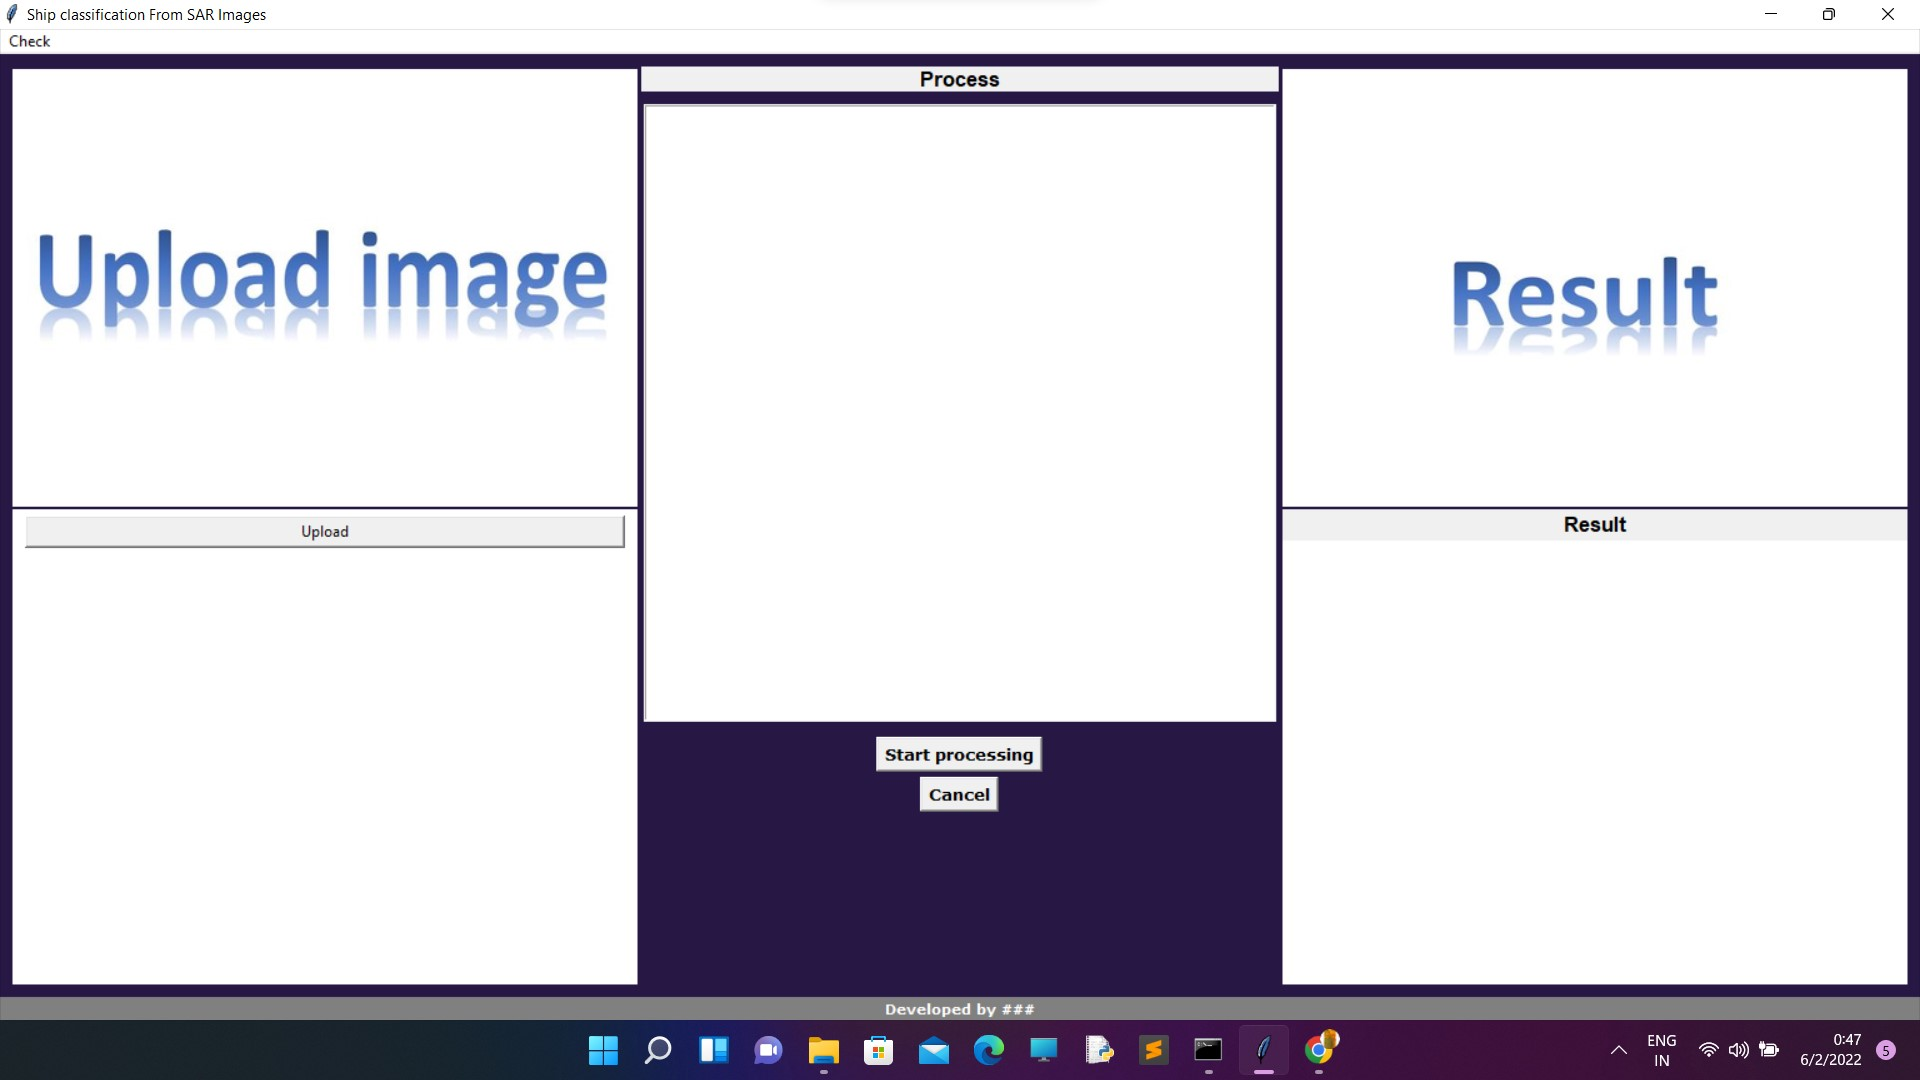 Ship classification From SAR Images
Check
Upload image
Upload
Process
Start processing
Cancel
Result
Result
Developed by ###
ENG
IN
0:47
6/2/2022
5